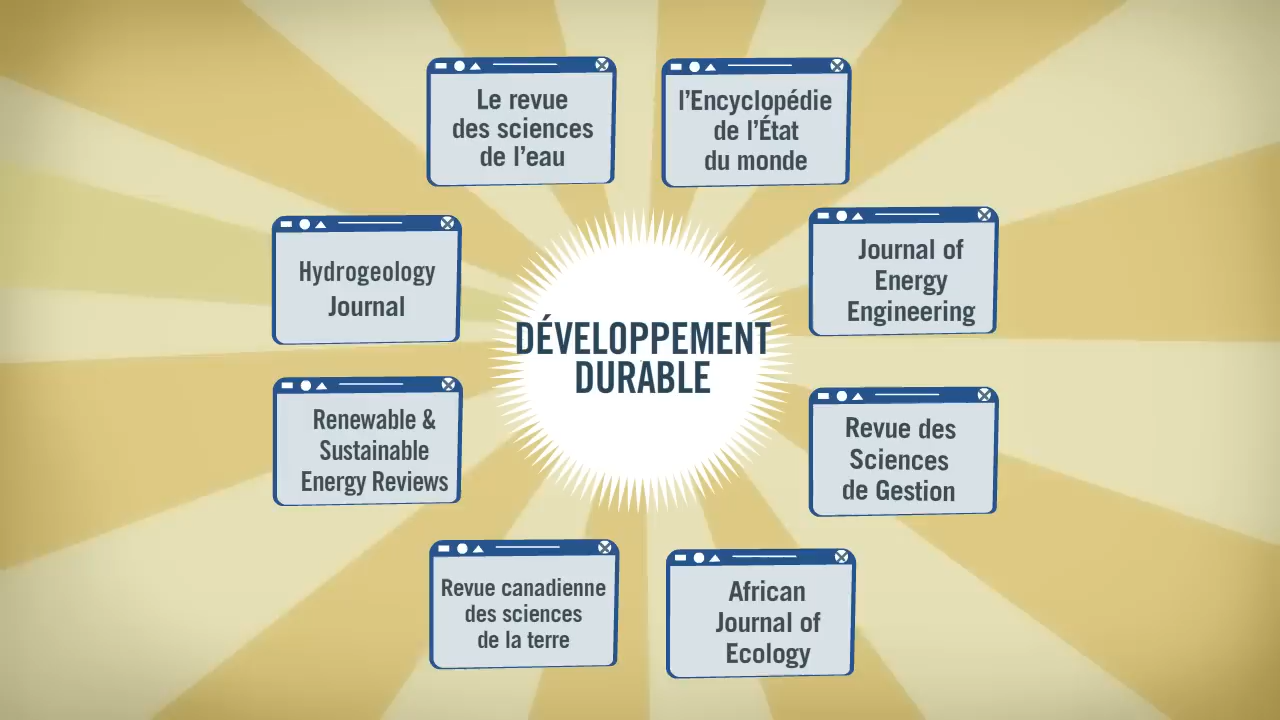 Le revue
des sciences
de l'eau
l'Encyclopédie
de l'État
du monde
Hydrogeology
Journal
Journal of
Energy
Engineering
DÉVELOPPEMENT
DURABLE
Renewable &
Sustainable
Energy Reviews
Revue des
Sciences
de Gestion
Revue canadienne
des sciences
de la terre
African
Journal of
Ecology